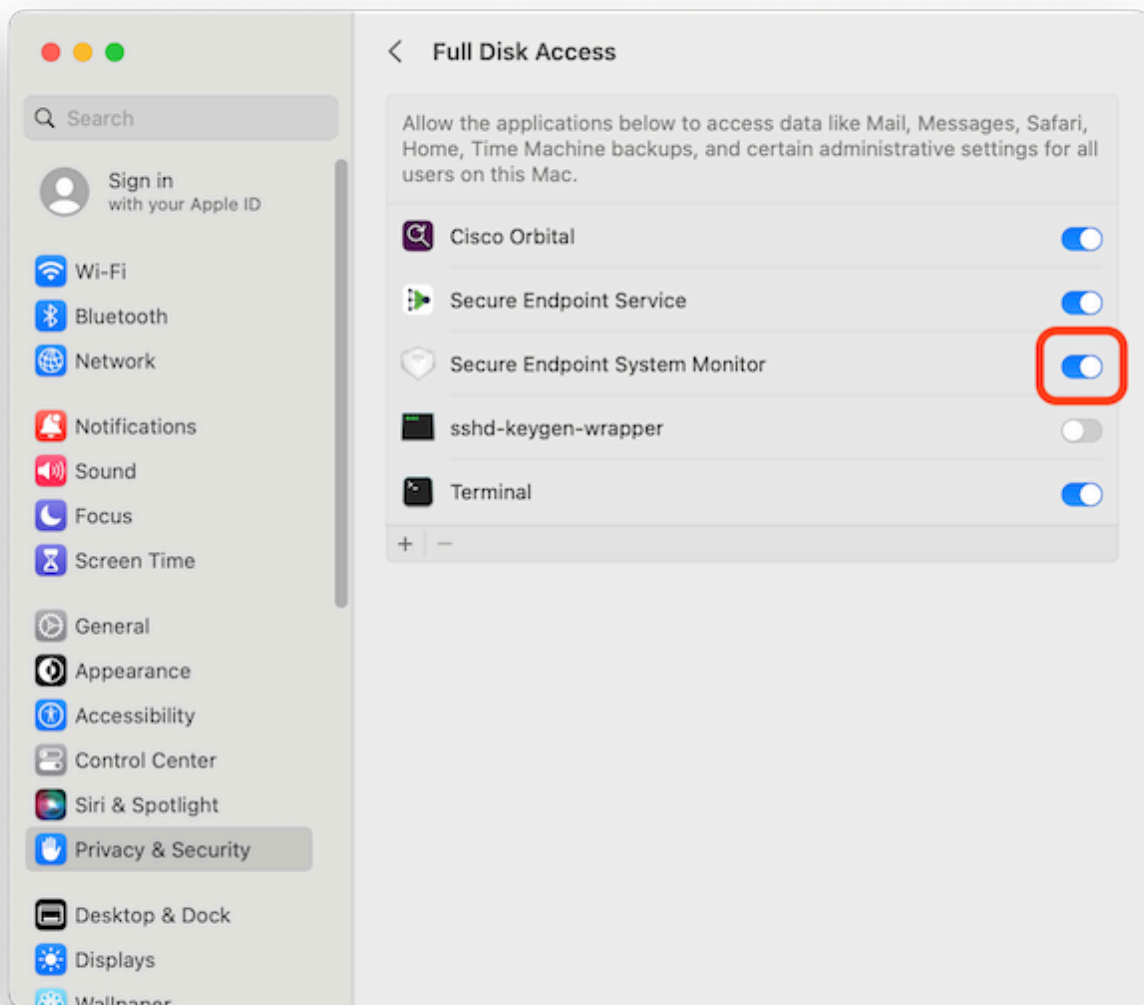 Search
Sign in
with your Apple ID
Wi-Fi
Bluetooth
Network
Notifications
Sound
Focus
Screen Time
General
Appearance
Accessibility
Control Center
Siri & Spotlight
Privacy & Security
Desktop & Dock
Displays
Wallpaper
Full Disk Access
Allow the applications below to access data like Mail, Messages, Safari,
Home, Time Machine backups, and certain administrative settings for all
users on this Mac.
Cisco Orbital
Secure Endpoint Service
Secure Endpoint System Monitor
sshd-keygen-wrapper
Terminal